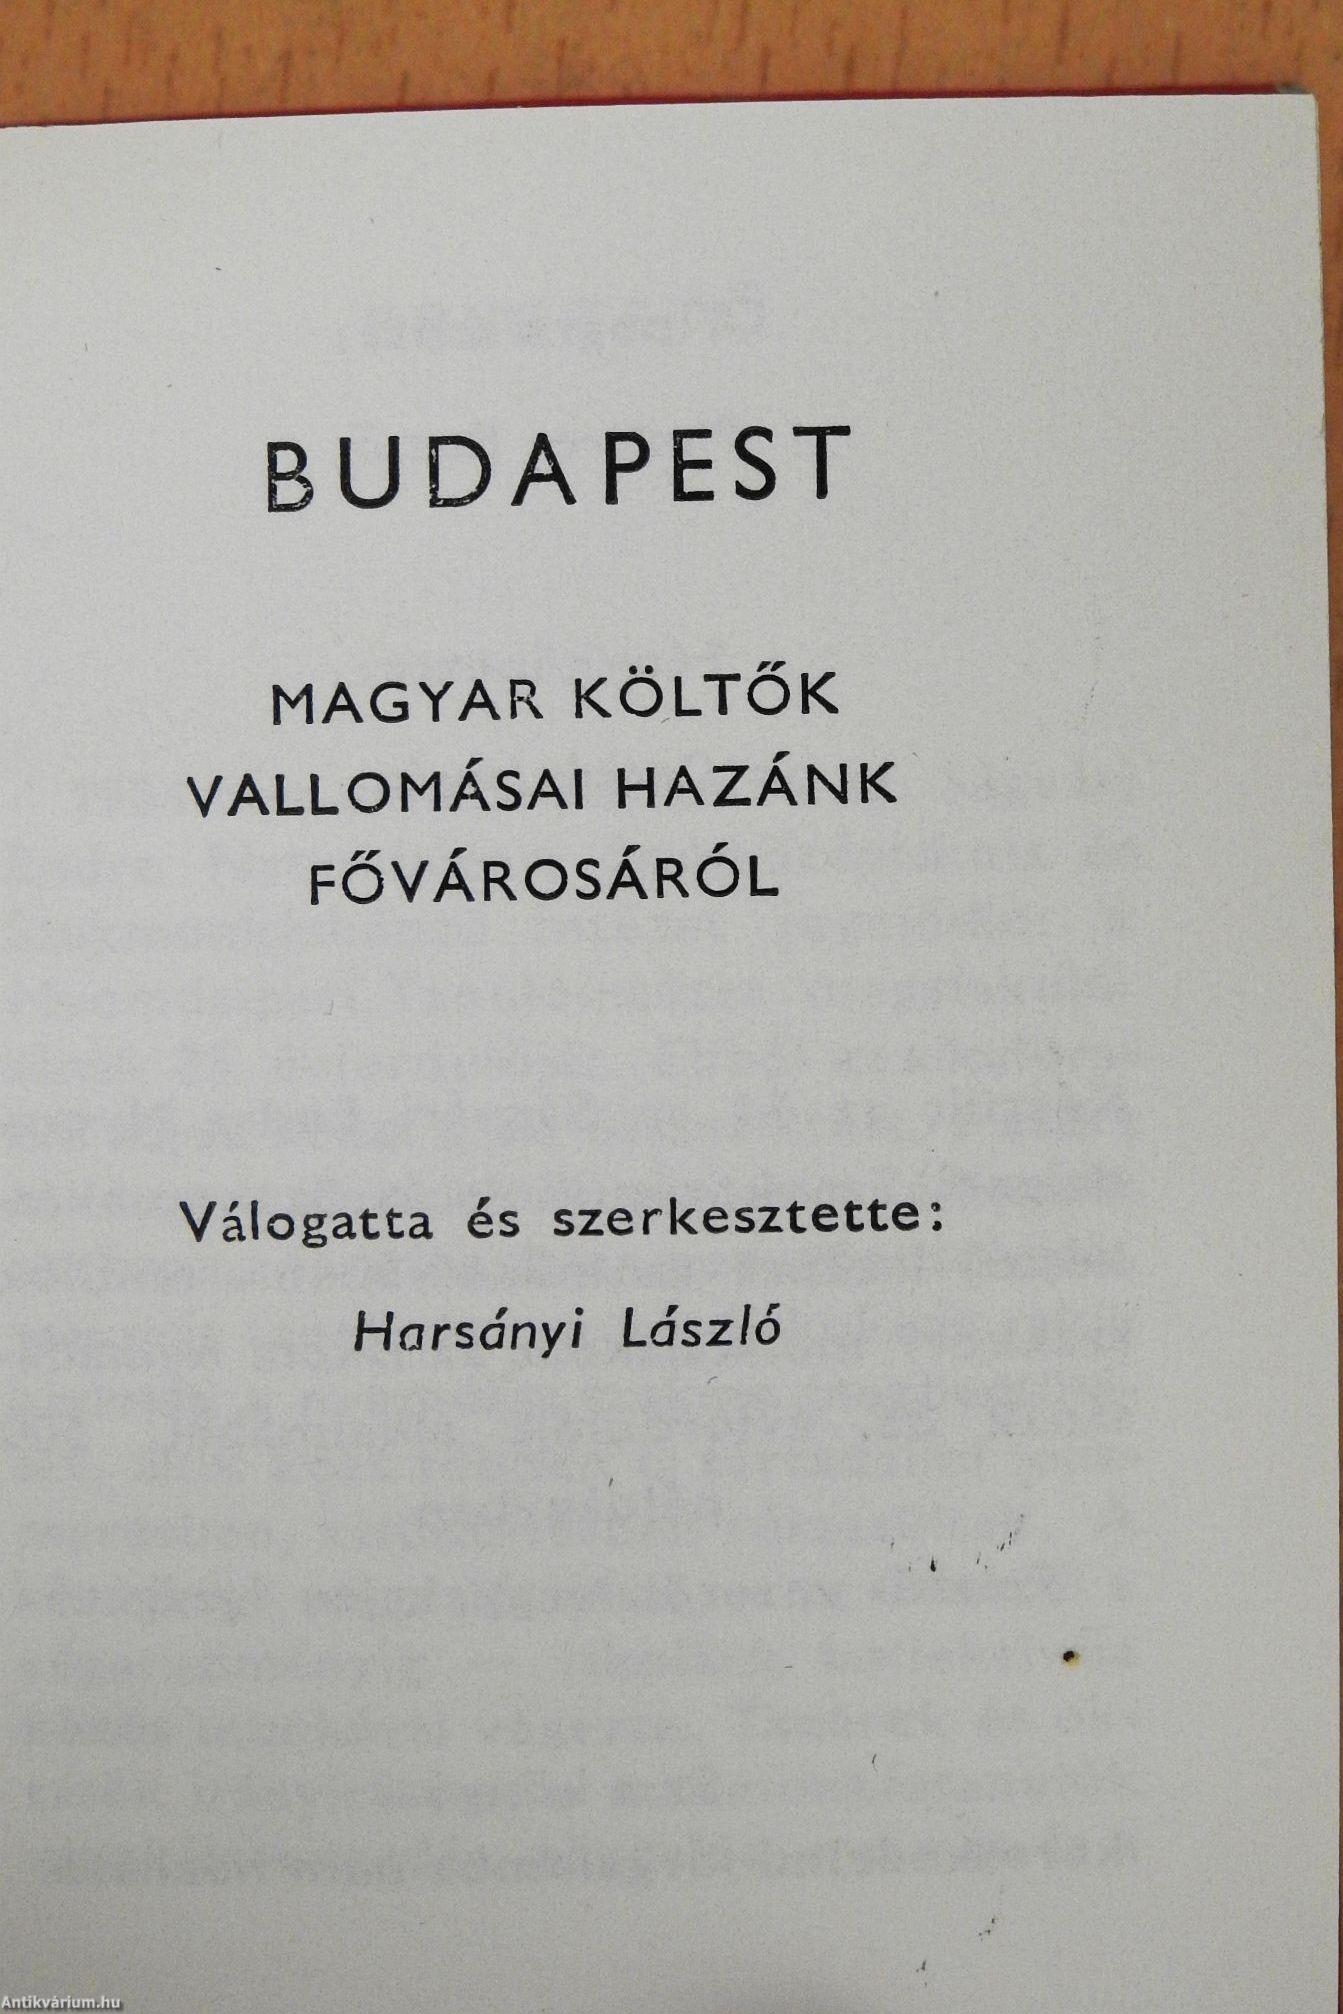 BUDAPEST
MAGYAR KÖLTŐK
VALLOMÁSAI HAZÁNK
FŐVÁROSÁRÓL
Válogatta és szerkesztette:
Harsányi László
Antikvárium.hu